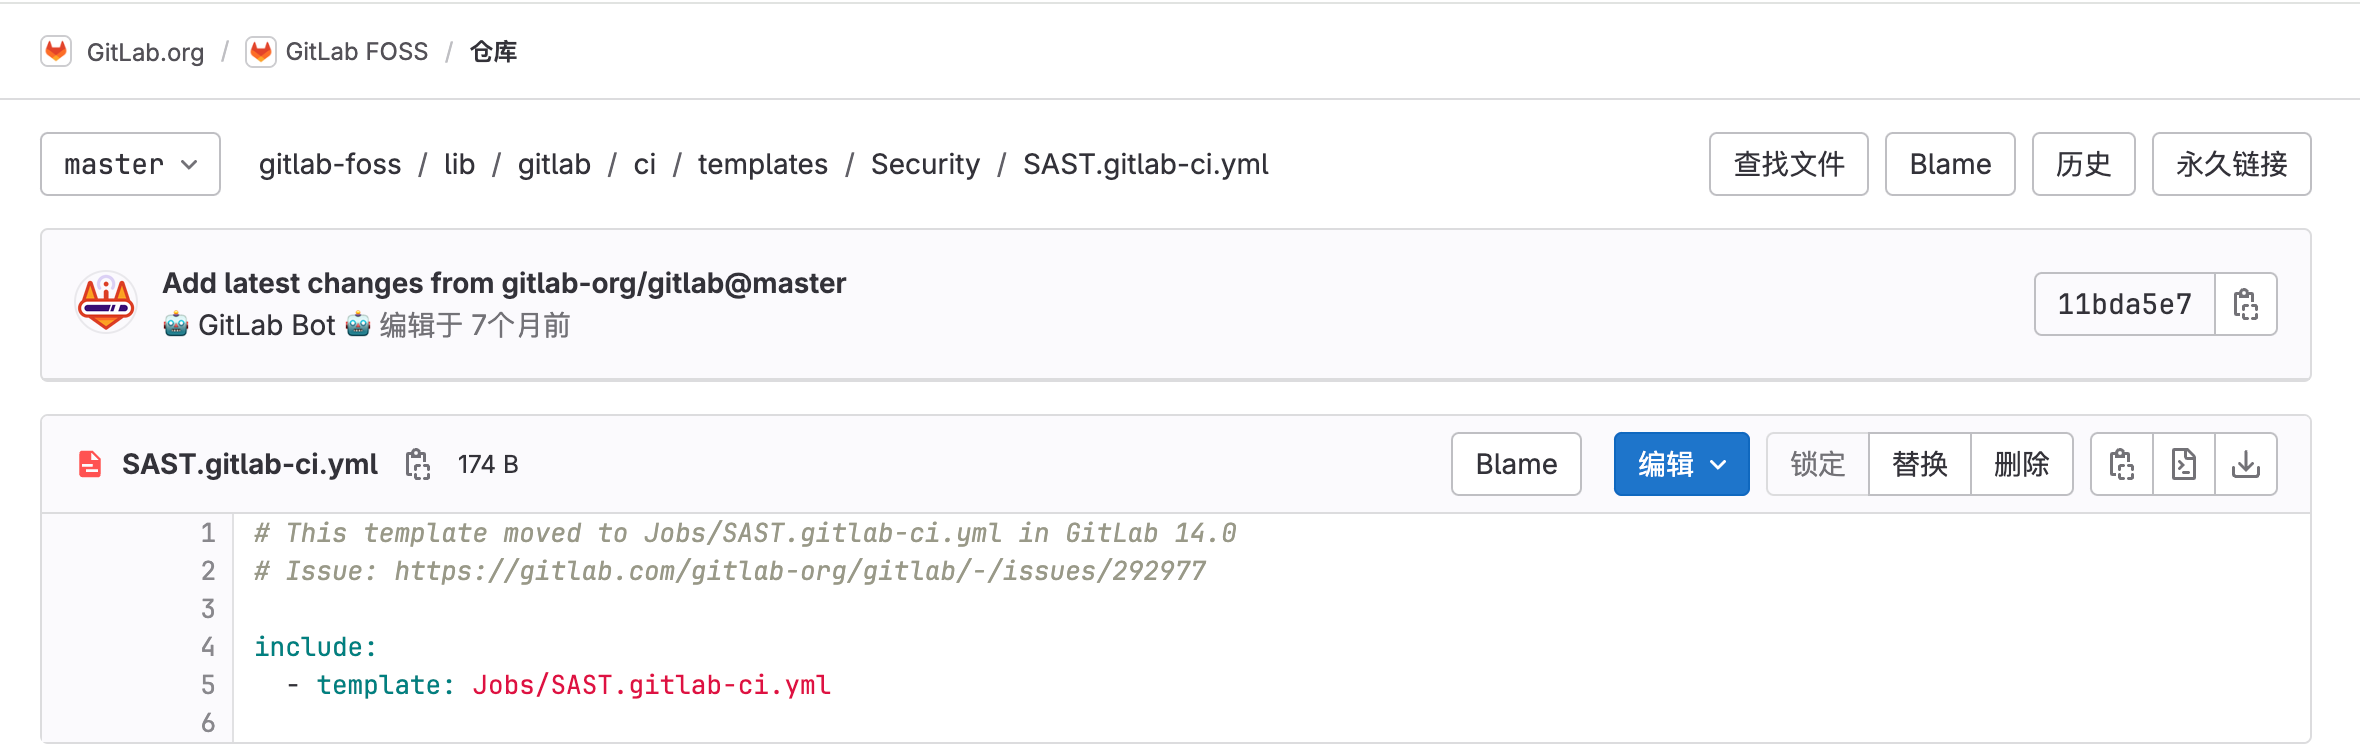 GitLab.org / GitLab FOSS / 仓库
master gitlab-foss / lib / gitlab / ci / templates / Security / SAST.gitlab-ci.yml 查找文件 Blame 历史 永久链接
Add latest changes from gitlab-org/gitlab@master
🤖 GitLab Bot 🤖 编辑于 7个月前
11bda5e7
SAST.gitlab-ci.yml 174 B Blame 编辑 锁定 替换 删除
1 # This template moved to Jobs/SAST.gitlab-ci.yml in GitLab 14.0
2 # Issue: https://gitlab.com/gitlab-org/gitlab/-/issues/292977
3
4 include:
5   - template: Jobs/SAST.gitlab-ci.yml
6